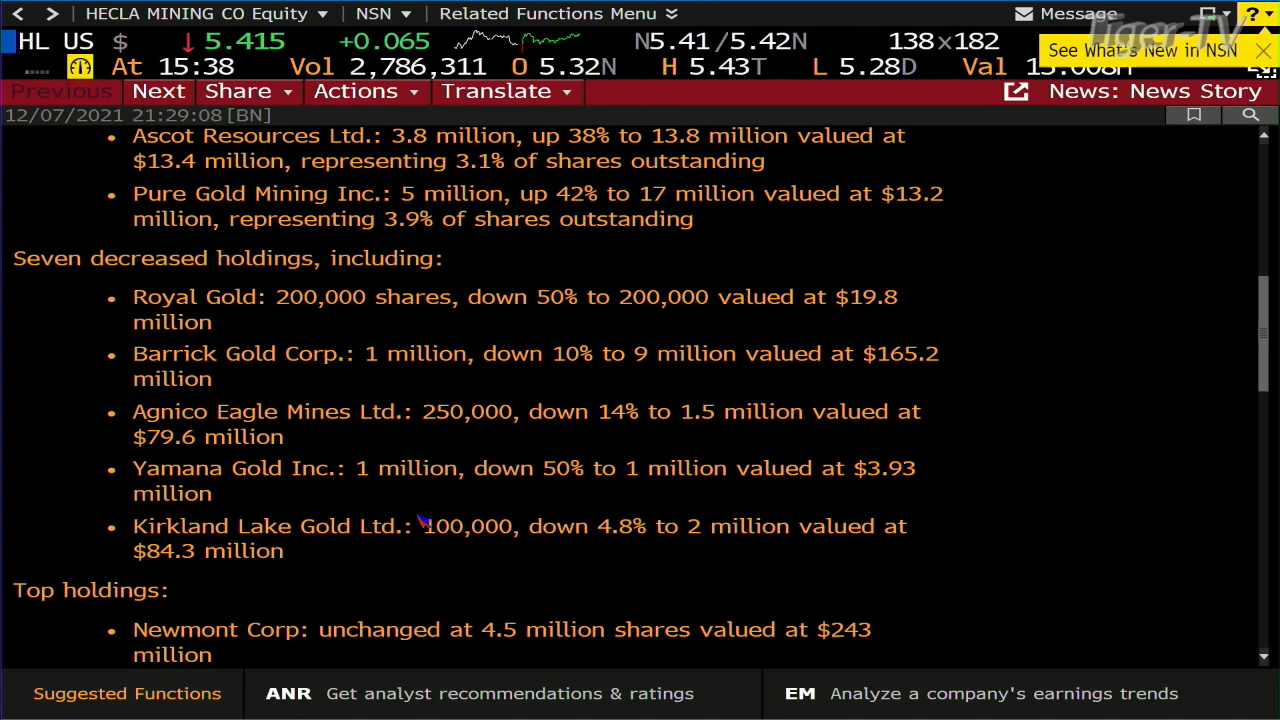 HECLA MINING CO Equity NSN Related Functions Menu Message
Tiger-TV
HL US $ 5.415 +0.065 N5.41 /5.42N 138×182
See What's New in NSN
At 15:38 Vol 2,786,311 O 5.32N H 5.43T L 5.28D Val 15.008M
Previous Next Share Actions Translate News: News Story
12/07/2021 21:29:08 [BN]
• Ascot Resources Ltd.: 3.8 million, up 38% to 13.8 million valued at
$13.4 million, representing 3.1% of shares outstanding
• Pure Gold Mining Inc.: 5 million, up 42% to 17 million valued at $13.2
million, representing 3.9% of shares outstanding
Seven decreased holdings, including:
• Royal Gold: 200,000 shares, down 50% to 200,000 valued at $19.8
million
• Barrick Gold Corp.: 1 million, down 10% to 9 million valued at $165.2
million
• Agnico Eagle Mines Ltd.: 250,000, down 14% to 1.5 million valued at
$79.6 million
• Yamana Gold Inc.: 1 million, down 50% to 1 million valued at $3.93
million
• Kirkland Lake Gold Ltd.: 100,000, down 4.8% to 2 million valued at
$84.3 million
Top holdings:
• Newmont Corp: unchanged at 4.5 million shares valued at $243
million
Suggested Functions ANR Get analyst recommendations & ratings EM Analyze a company's earnings trends